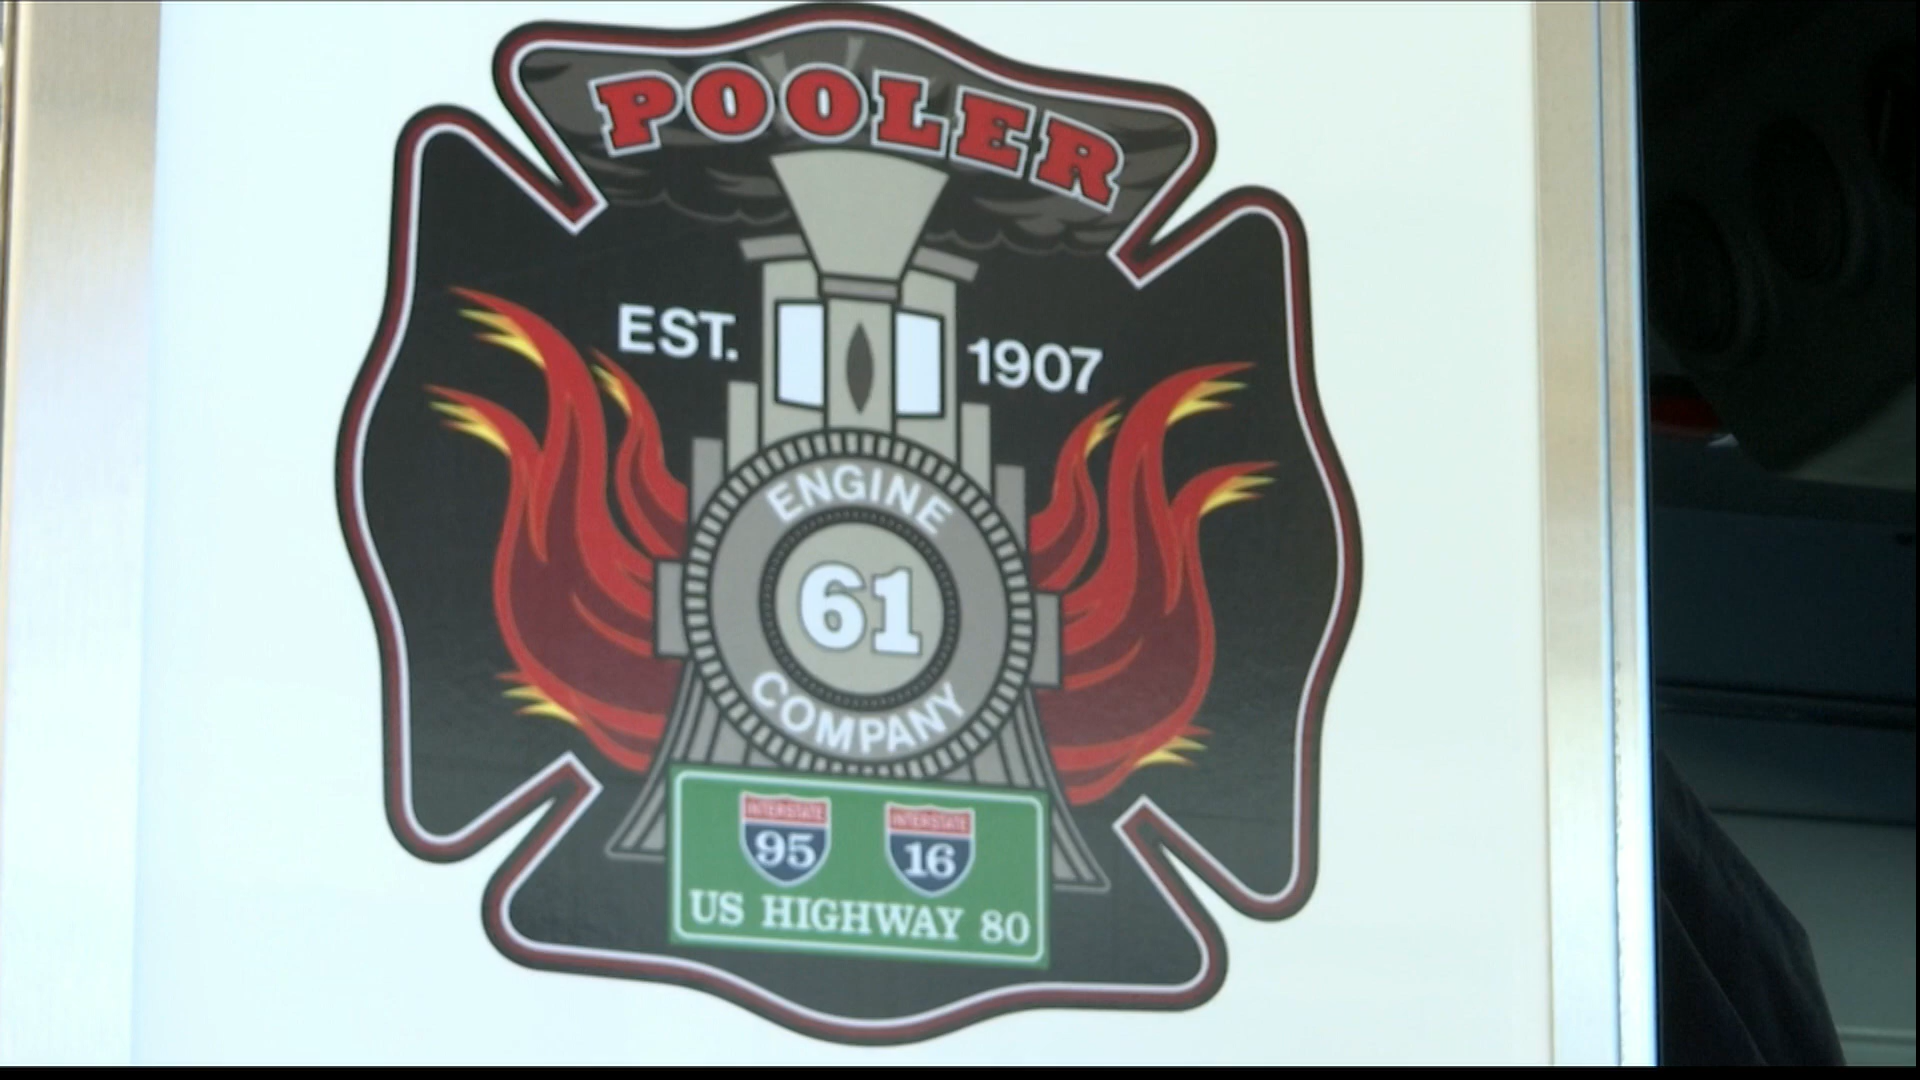 POOLER
EST. 1907
ENGINE
61
COMPANY
INTERSTATE INTERSTATE
95 16
US HIGHWAY 80